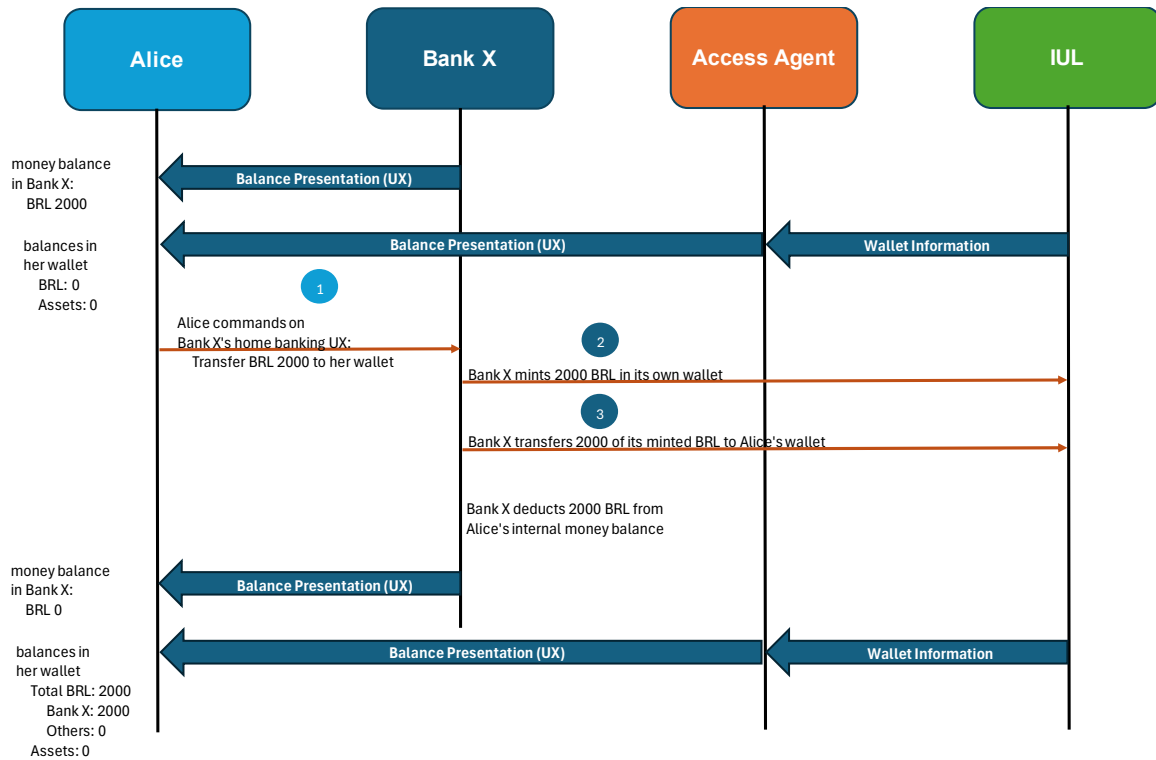 Alice
Bank X
Access Agent
IUL
money balance
in Bank X:
BRL 2000
Balance Presentation (UX)
balances in
her wallet
BRL: 0
Assets: 0
Balance Presentation (UX)
Wallet Information
1
Alice commands on
Bank X's home banking UX:
Transfer BRL 2000 to her wallet
2
Bank X mints 2000 BRL in its own wallet
3
Bank X transfers 2000 of its minted BRL to Alice's wallet
Bank X deducts 2000 BRL from
Alice's internal money balance
money balance
in Bank X:
BRL 0
Balance Presentation (UX)
balances in
her wallet
Total BRL: 2000
Bank X: 2000
Others: 0
Assets: 0
Balance Presentation (UX)
Wallet Information